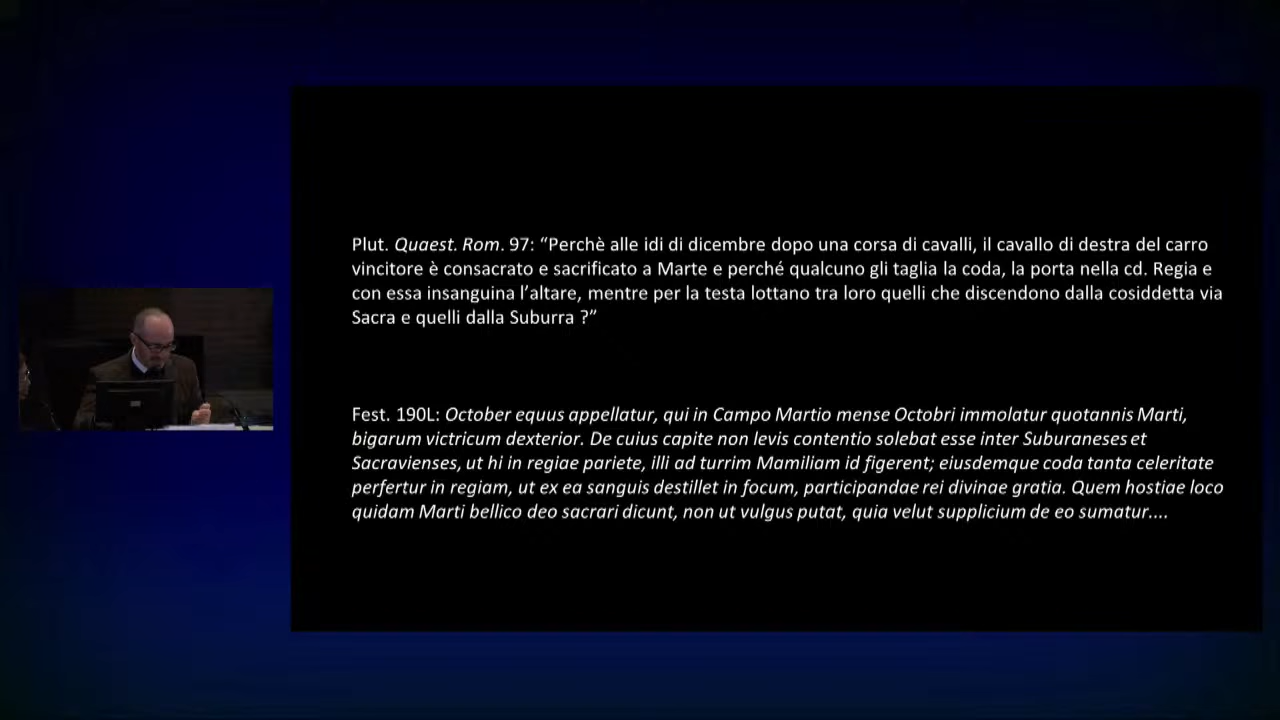 Plut. Quaest. Rom. 97: “Perchè alle idi di dicembre dopo una corsa di cavalli, il cavallo di destra del carro
vincitore è consacrato e sacrificato a Marte e perché qualcuno gli taglia la coda, la porta nella cd. Regia e
con essa insanguina l’altare, mentre per la testa lottano tra loro quelli che discendono dalla cosiddetta via
Sacra e quelli dalla Suburra ?”
Fest. 190L: October equus appellatur, qui in Campo Martio mense Octobri immolatur quotannis Marti,
bigarum victricum dexterior. De cuius capite non levis contentio solebat esse inter Suburaneses et
Sacravienses, ut hi in regiae pariete, illi ad turrim Mamiliam id figerent; eiusdemque coda tanta celeritate
perfertur in regiam, ut ex ea sanguis destillet in focum, participandae rei divinae gratia. Quem hostiae loco
quidam Marti bellico deo sacrari dicunt, non ut vulgus putat, quia velut supplicium de eo sumatur....